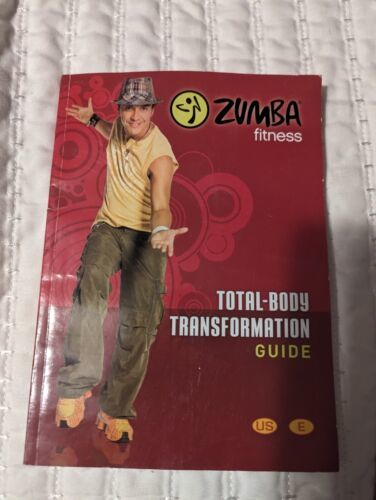 ZUMBA
fitness
TOTAL-BODY
TRANSFORMATION
GUIDE
US E